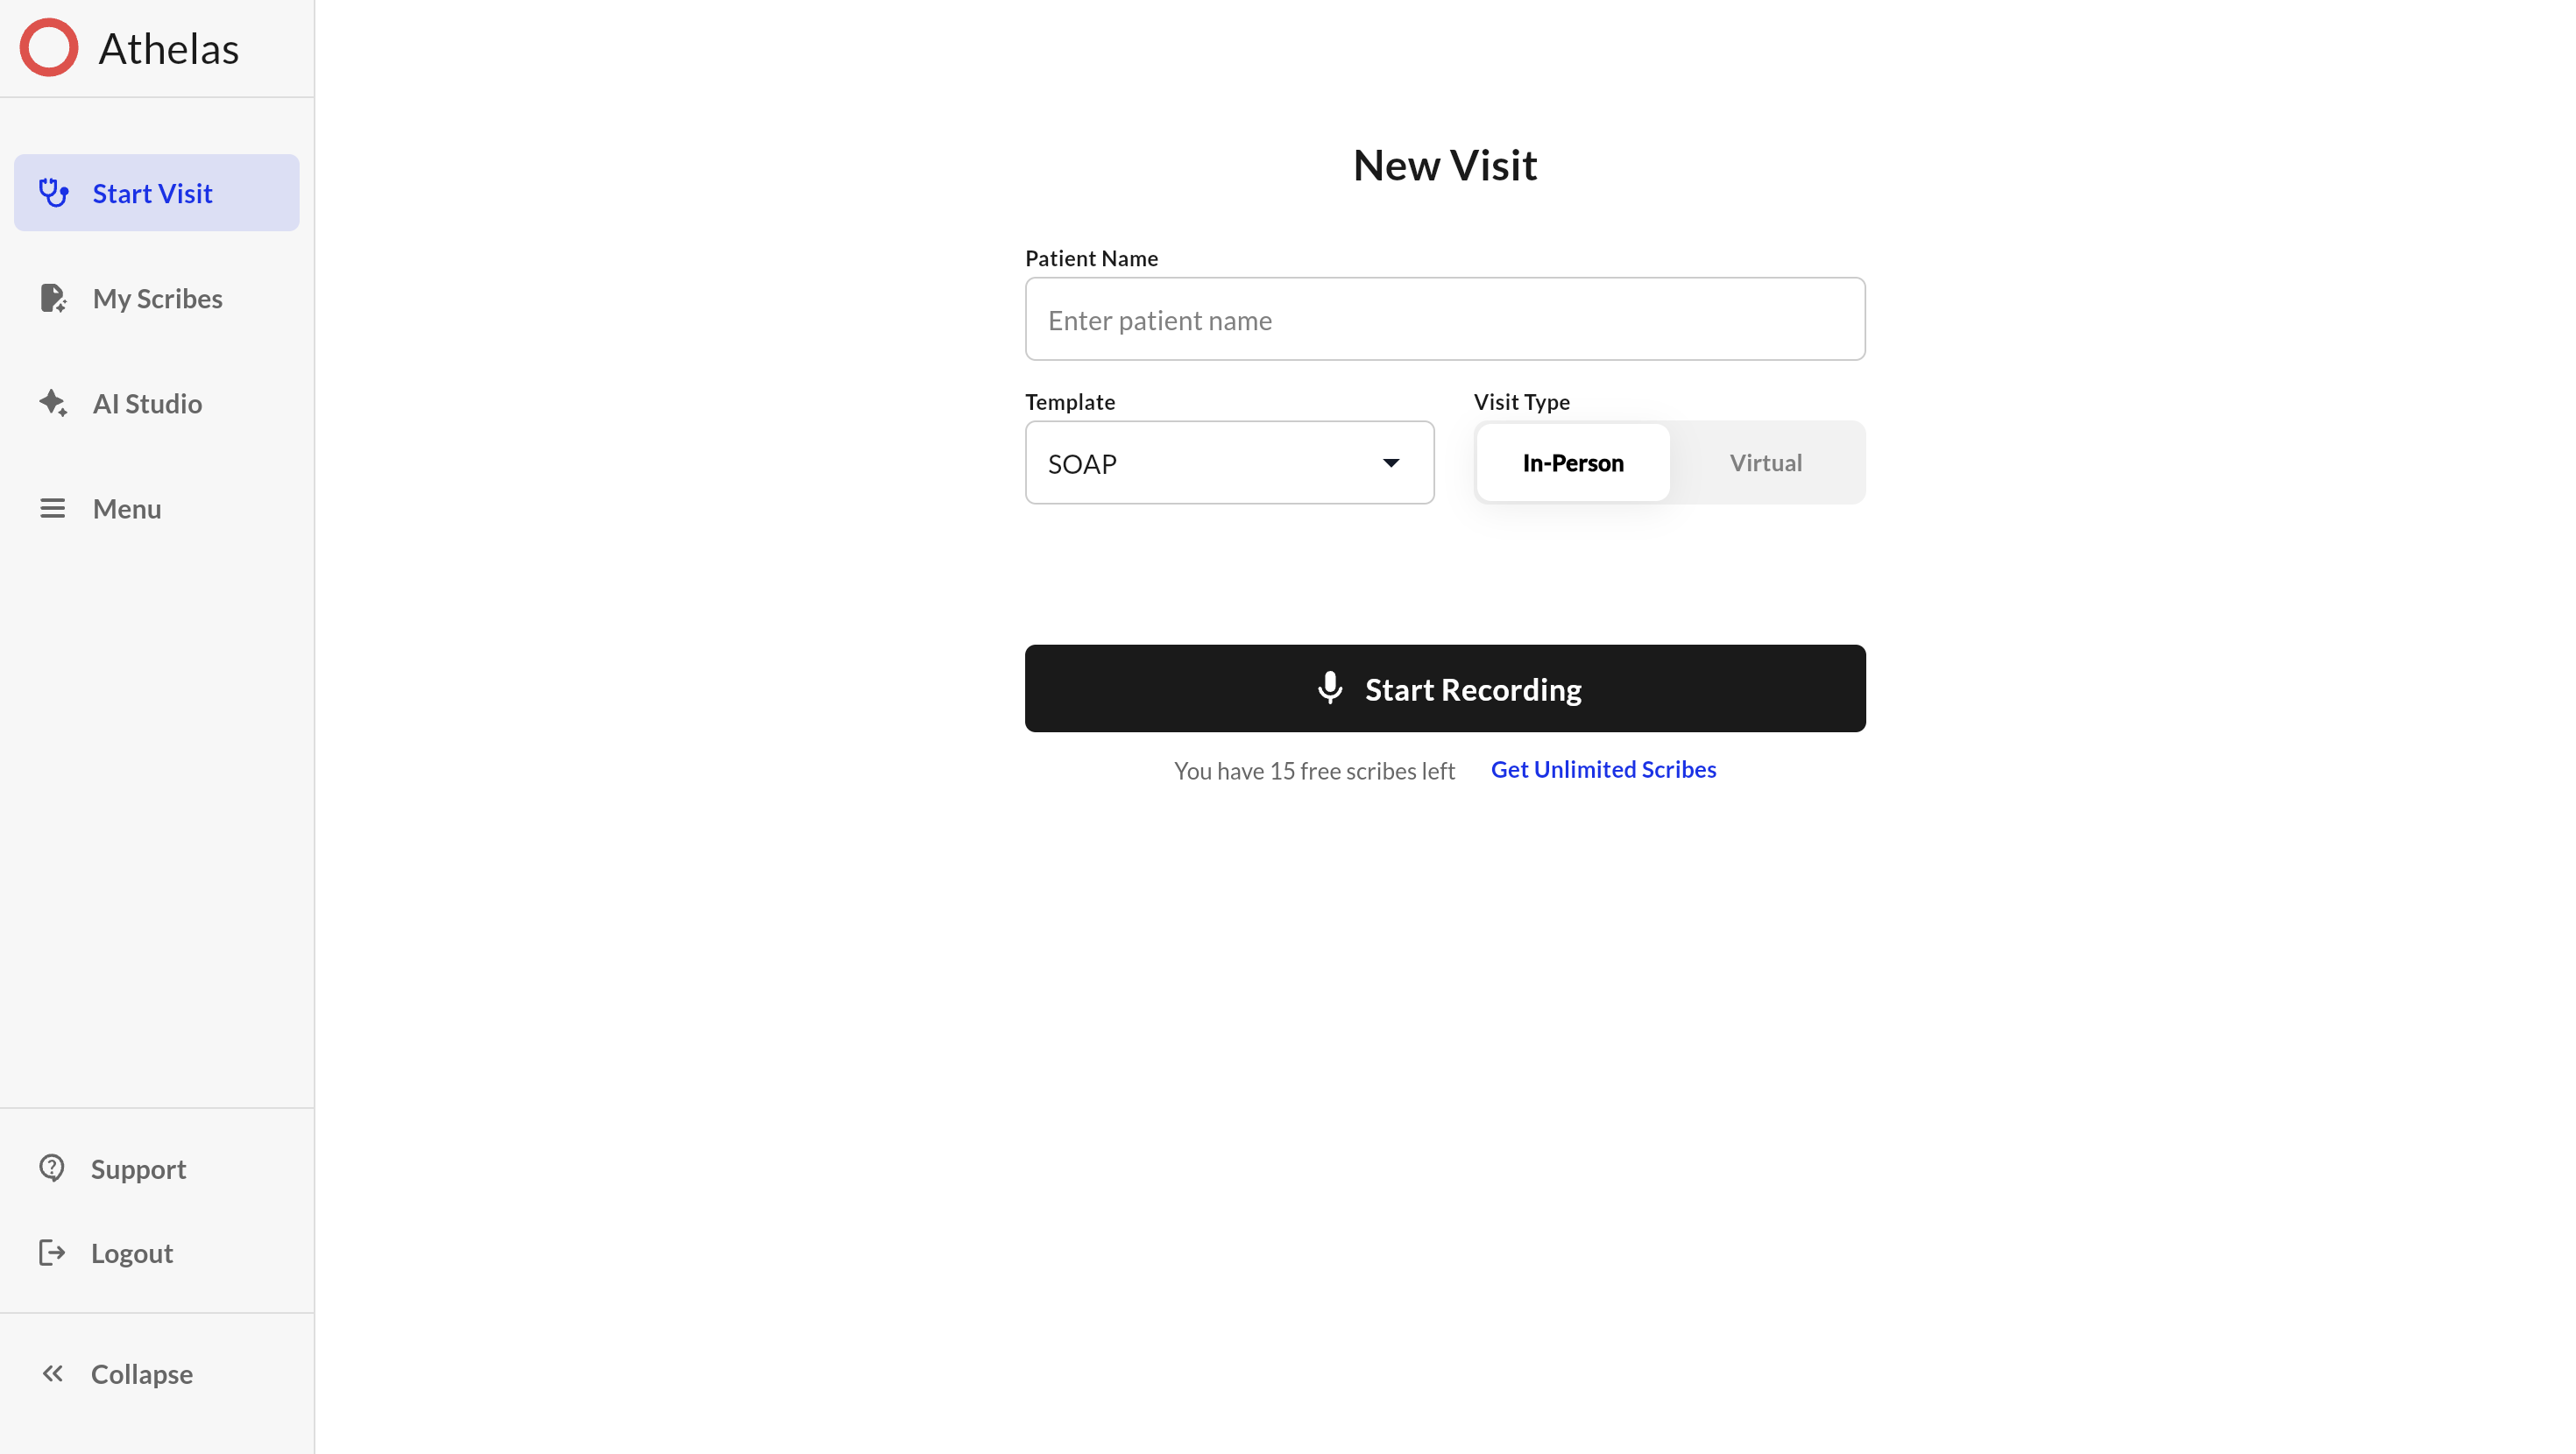 Athelas
Start Visit
My Scribes
AI Studio
Menu
Support
Logout
Collapse
New Visit
Patient Name
Enter patient name
Template
SOAP
Visit Type
In-Person
Virtual
Start Recording
You have 15 free scribes left
Get Unlimited Scribes